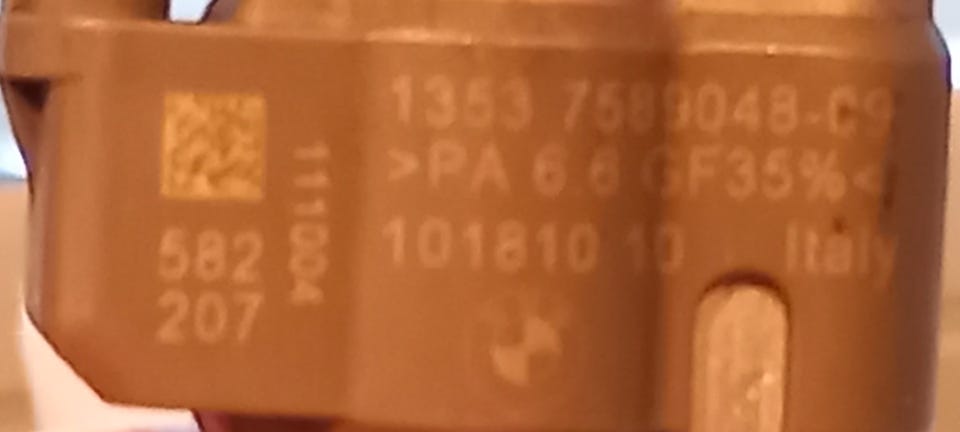 1353 7589048-C9
>PA 6.6 GF35%<
101810 10 Italy
111004
582
207